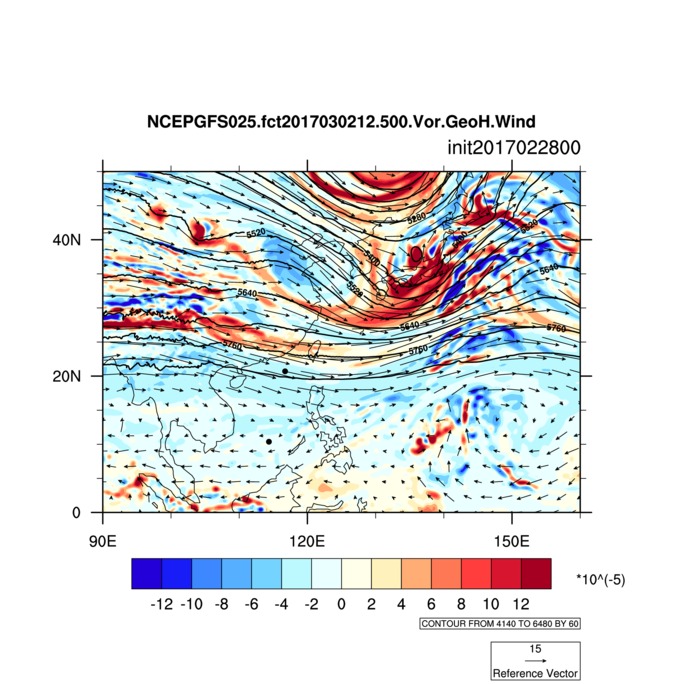 NCEPGFS025.fct2017030212.500.Vor.GeoH.Wind
init2017022800
5280
5520
5520
5400
5640
5640
5520
5640
5760
5760
5760
40N
20N
0
90E 120E 150E
-12 -10 -8 -6 -4 -2 0 2 4 6 8 10 12 *10^(-5)
CONTOUR FROM 4140 TO 6480 BY 60
15
Reference Vector